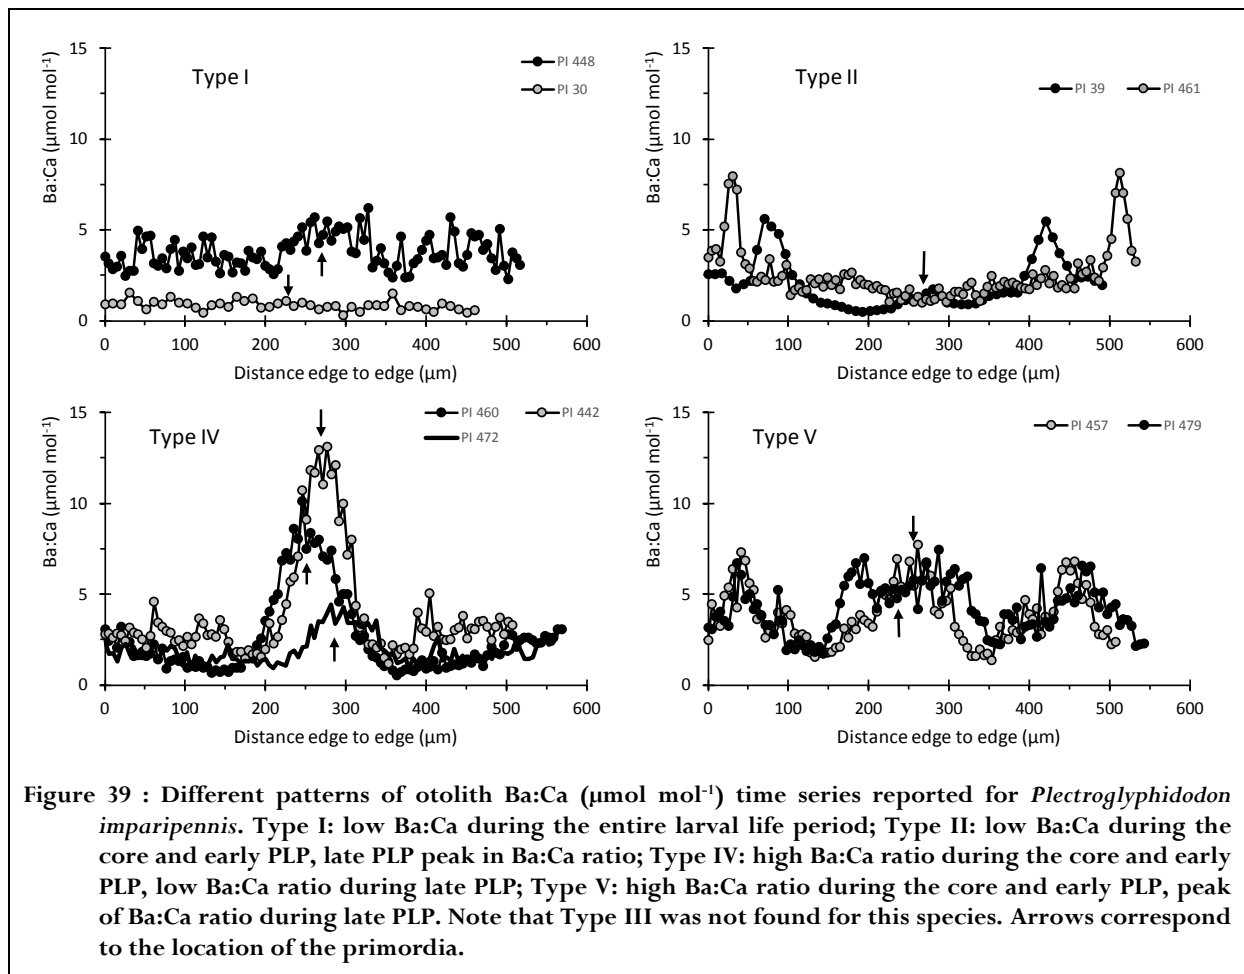 Type I
PI 448
PI 30
Ba:Ca (µmol mol-1)
15
10
5
0
0 100 200 300 400 500 600
Distance edge to edge (µm)
Type II
PI 39 PI 461
Ba:Ca (µmol mol-1)
15
10
5
0
0 100 200 300 400 500 600
Distance edge to edge (µm)
Type IV
PI 460 PI 442
PI 472
Ba:Ca (µmol mol-1)
15
10
5
0
0 100 200 300 400 500 600
Distance edge to edge (µm)
Type V
PI 457 PI 479
Ba:Ca (µmol mol-1)
15
10
5
0
0 100 200 300 400 500 600
Distance edge to edge (µm)
Figure 39 : Different patterns of otolith Ba:Ca (µmol mol-1) time series reported for Plectroglyphidodon
imparipennis. Type I: low Ba:Ca during the entire larval life period; Type II: low Ba:Ca during the
core and early PLP, late PLP peak in Ba:Ca ratio; Type IV: high Ba:Ca ratio during the core and early
PLP, low Ba:Ca ratio during late PLP; Type V: high Ba:Ca ratio during the core and early PLP, peak
of Ba:Ca ratio during late PLP. Note that Type III was not found for this species. Arrows correspond
to the location of the primordia.